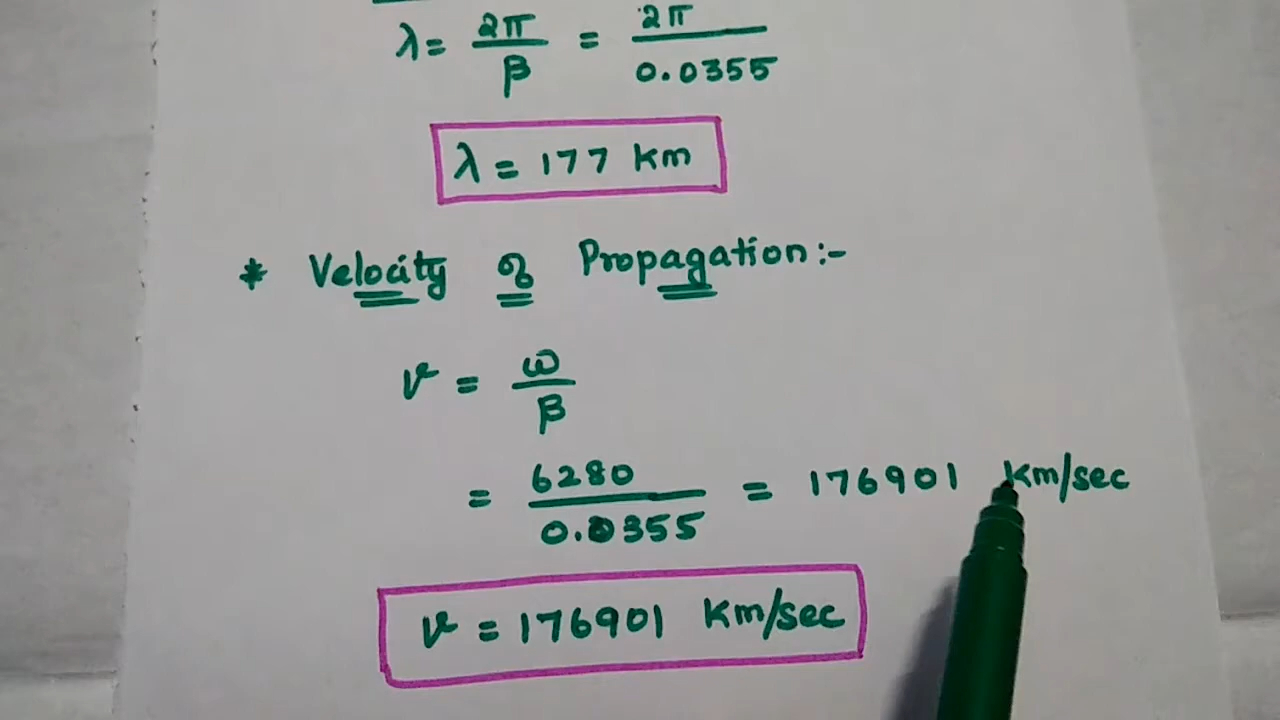 λ = 2π/β = 2π/0.0355
λ = 177 km
* Velocity of Propagation:-
v = ω/β
= 6280/0.0355 = 176901 km/sec
v = 176901 km/sec